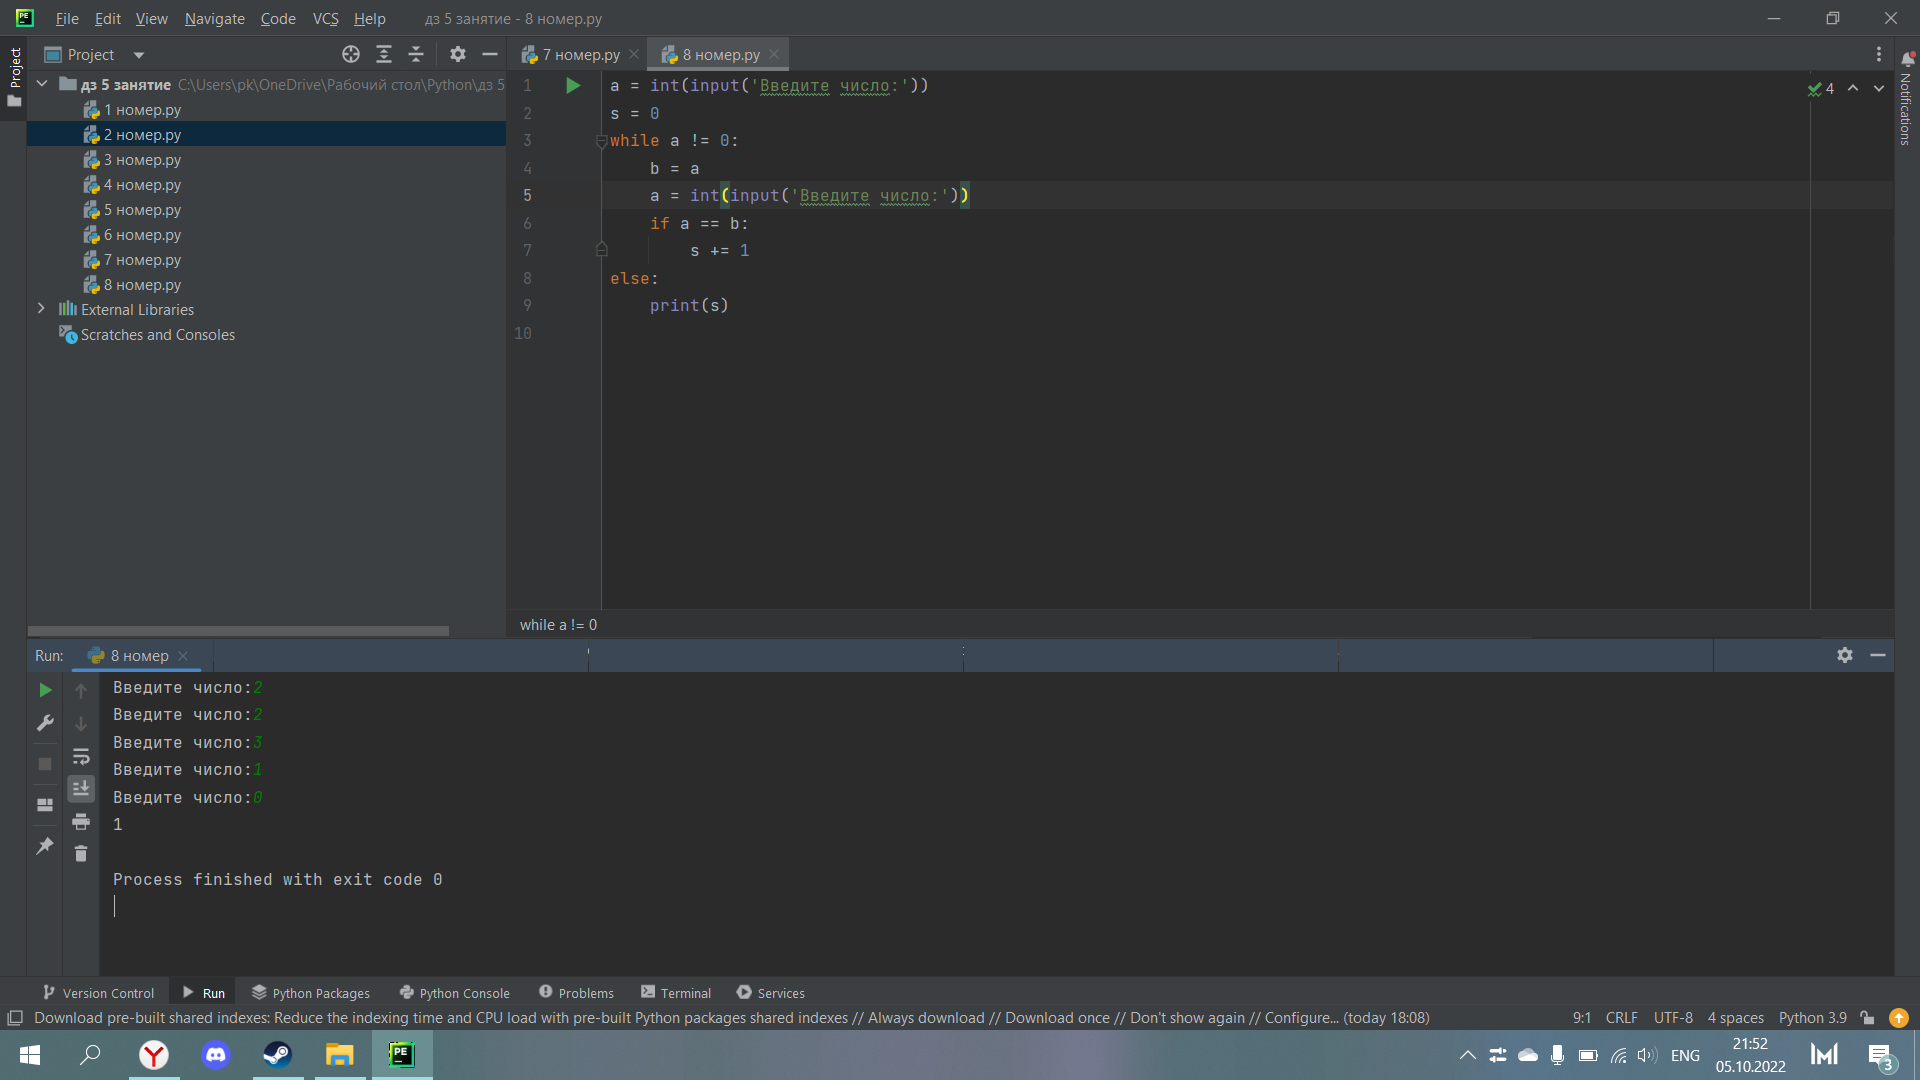 File Edit View Navigate Code VCS Help дз 5 занятие - 8 номер.py
Project
Project
7 номер.py
8 номер.py
Notifications
дз 5 занятие C:\Users\pk\OneDrive\Рабочий стол\Python\дз 5
1 номер.py
2 номер.py
3 номер.py
4 номер.py
5 номер.py
6 номер.py
7 номер.py
8 номер.py
External Libraries
Scratches and Consoles
4
1 a = int(input('Введите число:'))
2 s = 0
3 while a != 0:
4 b = a
5 a = int(input('Введите число:'))
6 if a == b:
7 s += 1
8 else:
9 print(s)
10
while a != 0
Run: 8 номер
Введите число:2
Введите число:2
Введите число:3
Введите число:1
Введите число:0
1
Process finished with exit code 0
Version Control Run Python Packages Python Console Problems Terminal Services
Download pre-built shared indexes: Reduce the indexing time and CPU load with pre-built Python packages shared indexes // Always download // Download once // Don't show again // Configure... (today 18:08) 9:1 CRLF UTF-8 4 spaces Python 3.9
PE
ENG
21:52
05.10.2022
3